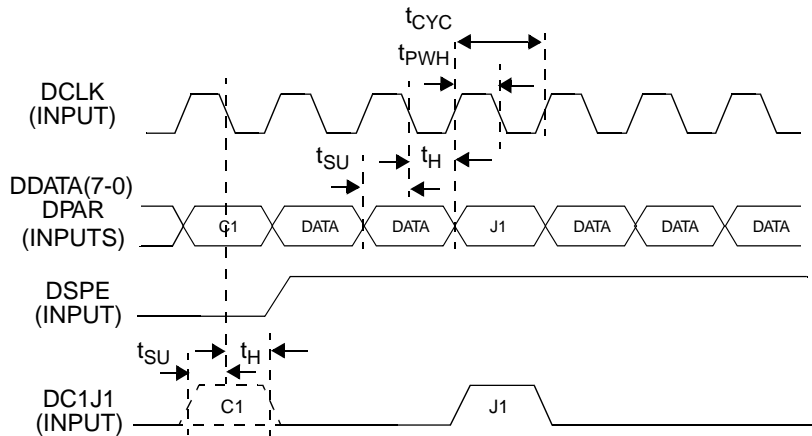 tCYC
tPWH
DCLK
(INPUT)
tSU
tH
DDATA(7-0)
DPAR
(INPUTS)
C1
DATA
DATA
J1
DATA
DATA
DATA
DSPE
(INPUT)
tSU
tH
DC1J1
(INPUT)
C1
J1